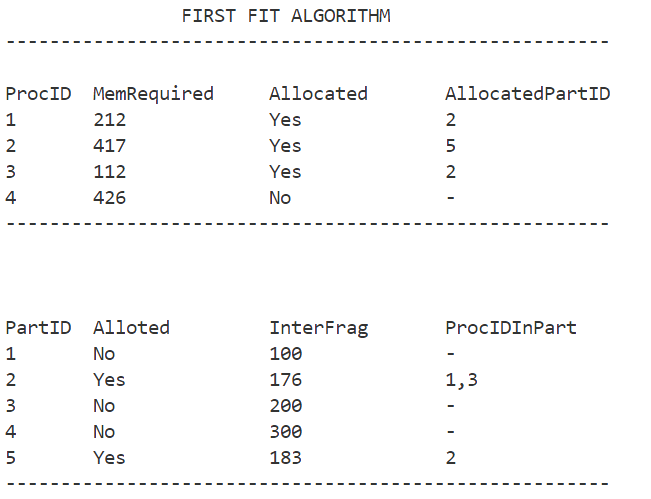 FIRST FIT ALGORITHM
-------------------------------------------------------
ProcID MemRequired Allocated AllocatedPartID
1 212 Yes 2
2 417 Yes 5
3 112 Yes 2
4 426 No -
-------------------------------------------------------
PartID Alloted InterFrag ProcIDInPart
1 No 100 -
2 Yes 176 1,3
3 No 200 -
4 No 300 -
5 Yes 183 2
-------------------------------------------------------